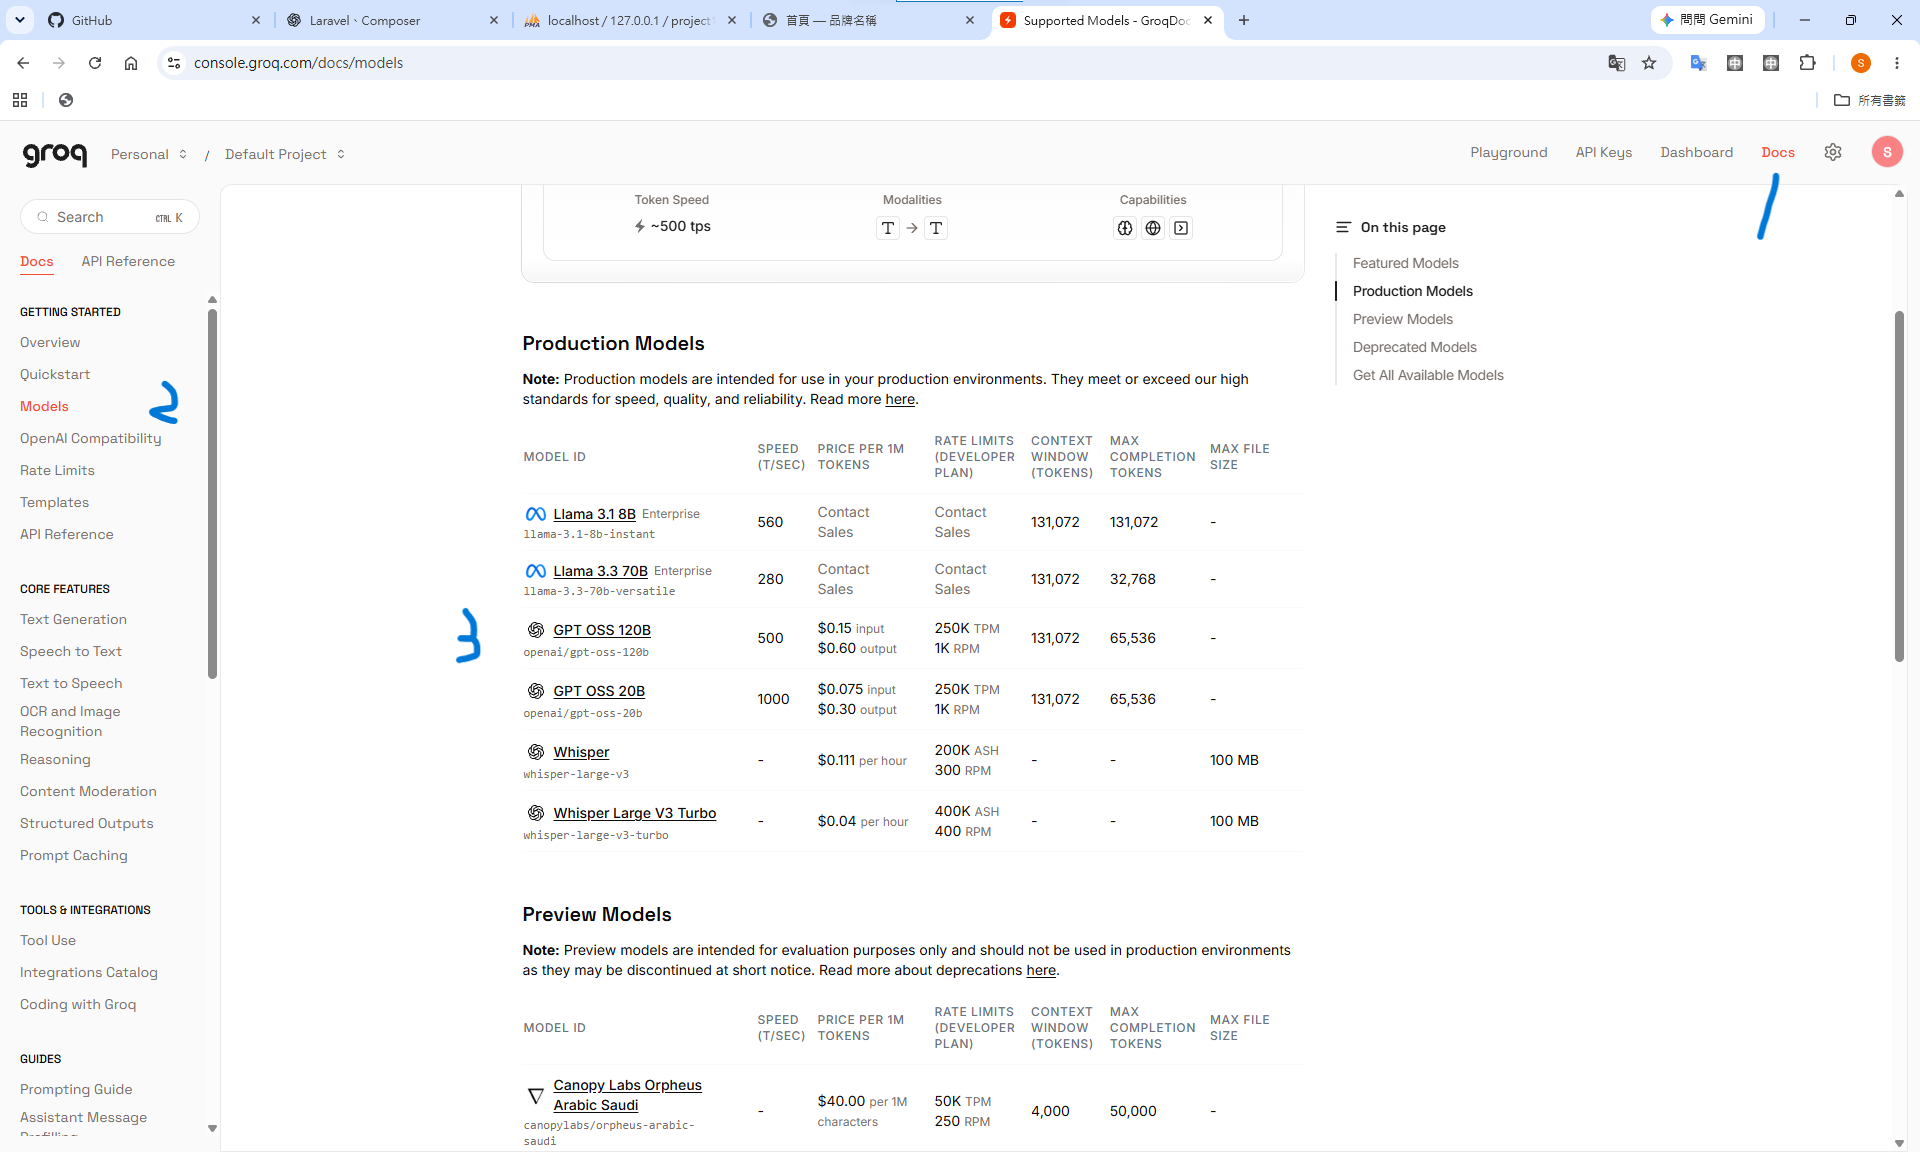 GitHub
Laravel、Composer
localhost / 127.0.0.1 / project
首頁 — 品牌名稱
Supported Models - GroqDoc
問問 Gemini
console.groq.com/docs/models
S
所有書籤
groq
Personal / Default Project
Playground
API Keys
Dashboard
Docs
S
1
Search CTRL K
Docs API Reference
GETTING STARTED
Overview
Quickstart
Models
2
OpenAI Compatibility
Rate Limits
Templates
API Reference
CORE FEATURES
Text Generation
Speech to Text
Text to Speech
OCR and Image
Recognition
Reasoning
Content Moderation
Structured Outputs
Prompt Caching
TOOLS & INTEGRATIONS
Tool Use
Integrations Catalog
Coding with Groq
GUIDES
Prompting Guide
Assistant Message
Prefilling
Token Speed Modalities Capabilities
~500 tps T → T
Production Models
Note: Production models are intended for use in your production environments. They meet or exceed our high
standards for speed, quality, and reliability. Read more here.
MODEL ID
SPEED
(T/SEC)
PRICE PER 1M
TOKENS
RATE LIMITS
(DEVELOPER
PLAN)
CONTEXT
WINDOW
(TOKENS)
MAX
COMPLETION
TOKENS
MAX FILE
SIZE
Llama 3.1 8B Enterprise
llama-3.1-8b-instant
560
Contact
Sales
Contact
Sales
131,072
131,072
-
Llama 3.3 70B Enterprise
llama-3.3-70b-versatile
280
Contact
Sales
Contact
Sales
131,072
32,768
-
3
GPT OSS 120B
openai/gpt-oss-120b
500
$0.15 input
$0.60 output
250K TPM
1K RPM
131,072
65,536
-
GPT OSS 20B
openai/gpt-oss-20b
1000
$0.075 input
$0.30 output
250K TPM
1K RPM
131,072
65,536
-
Whisper
whisper-large-v3
-
$0.111 per hour
200K ASH
300 RPM
-
-
100 MB
Whisper Large V3 Turbo
whisper-large-v3-turbo
-
$0.04 per hour
400K ASH
400 RPM
-
-
100 MB
Preview Models
Note: Preview models are intended for evaluation purposes only and should not be used in production environments
as they may be discontinued at short notice. Read more about deprecations here.
MODEL ID
SPEED
(T/SEC)
PRICE PER 1M
TOKENS
RATE LIMITS
(DEVELOPER
PLAN)
CONTEXT
WINDOW
(TOKENS)
MAX
COMPLETION
TOKENS
MAX FILE
SIZE
Canopy Labs Orpheus
Arabic Saudi
canopylabs/orpheus-arabic-
saudi
-
$40.00 per 1M
characters
50K TPM
250 RPM
4,000
50,000
-
On this page
Featured Models
Production Models
Preview Models
Deprecated Models
Get All Available Models